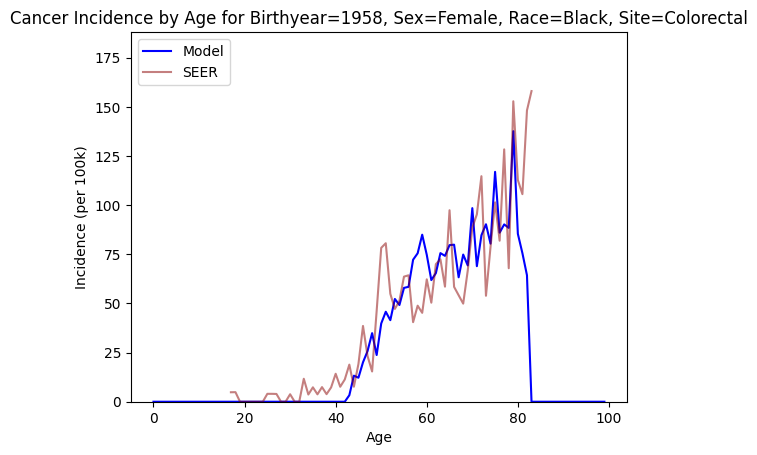 Cancer Incidence by Age for Birthyear=1958, Sex=Female, Race=Black, Site=Colorectal
Model
SEER
175
150
125
100
75
50
25
0
Incidence (per 100k)
0 20 40 60 80 100
Age